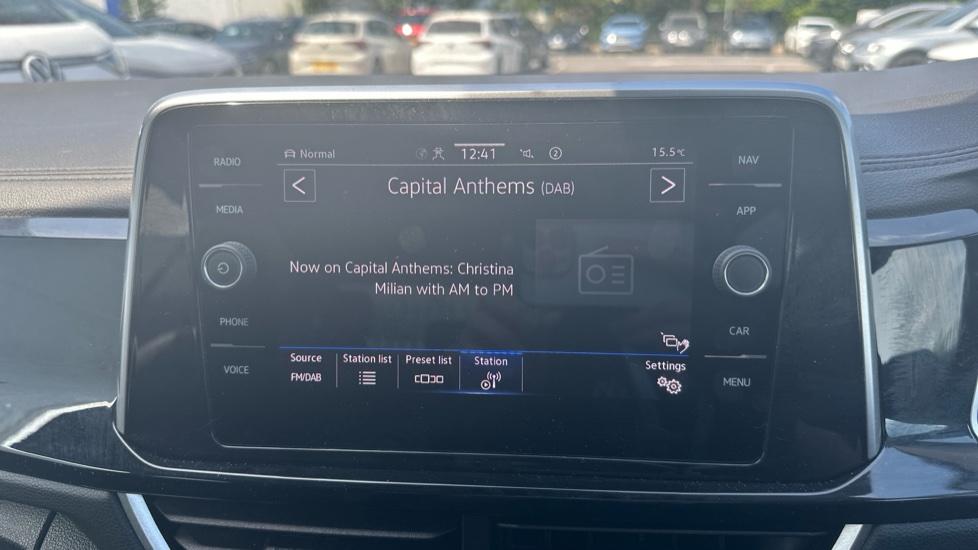 RADIO
MEDIA
PHONE
VOICE
Normal
12:41
2
15.5°C
< Capital Anthems (DAB) >
Now on Capital Anthems: Christina
Milian with AM to PM
Source
FM/DAB
Station list
Preset list
Station
Settings
NAV
APP
CAR
MENU